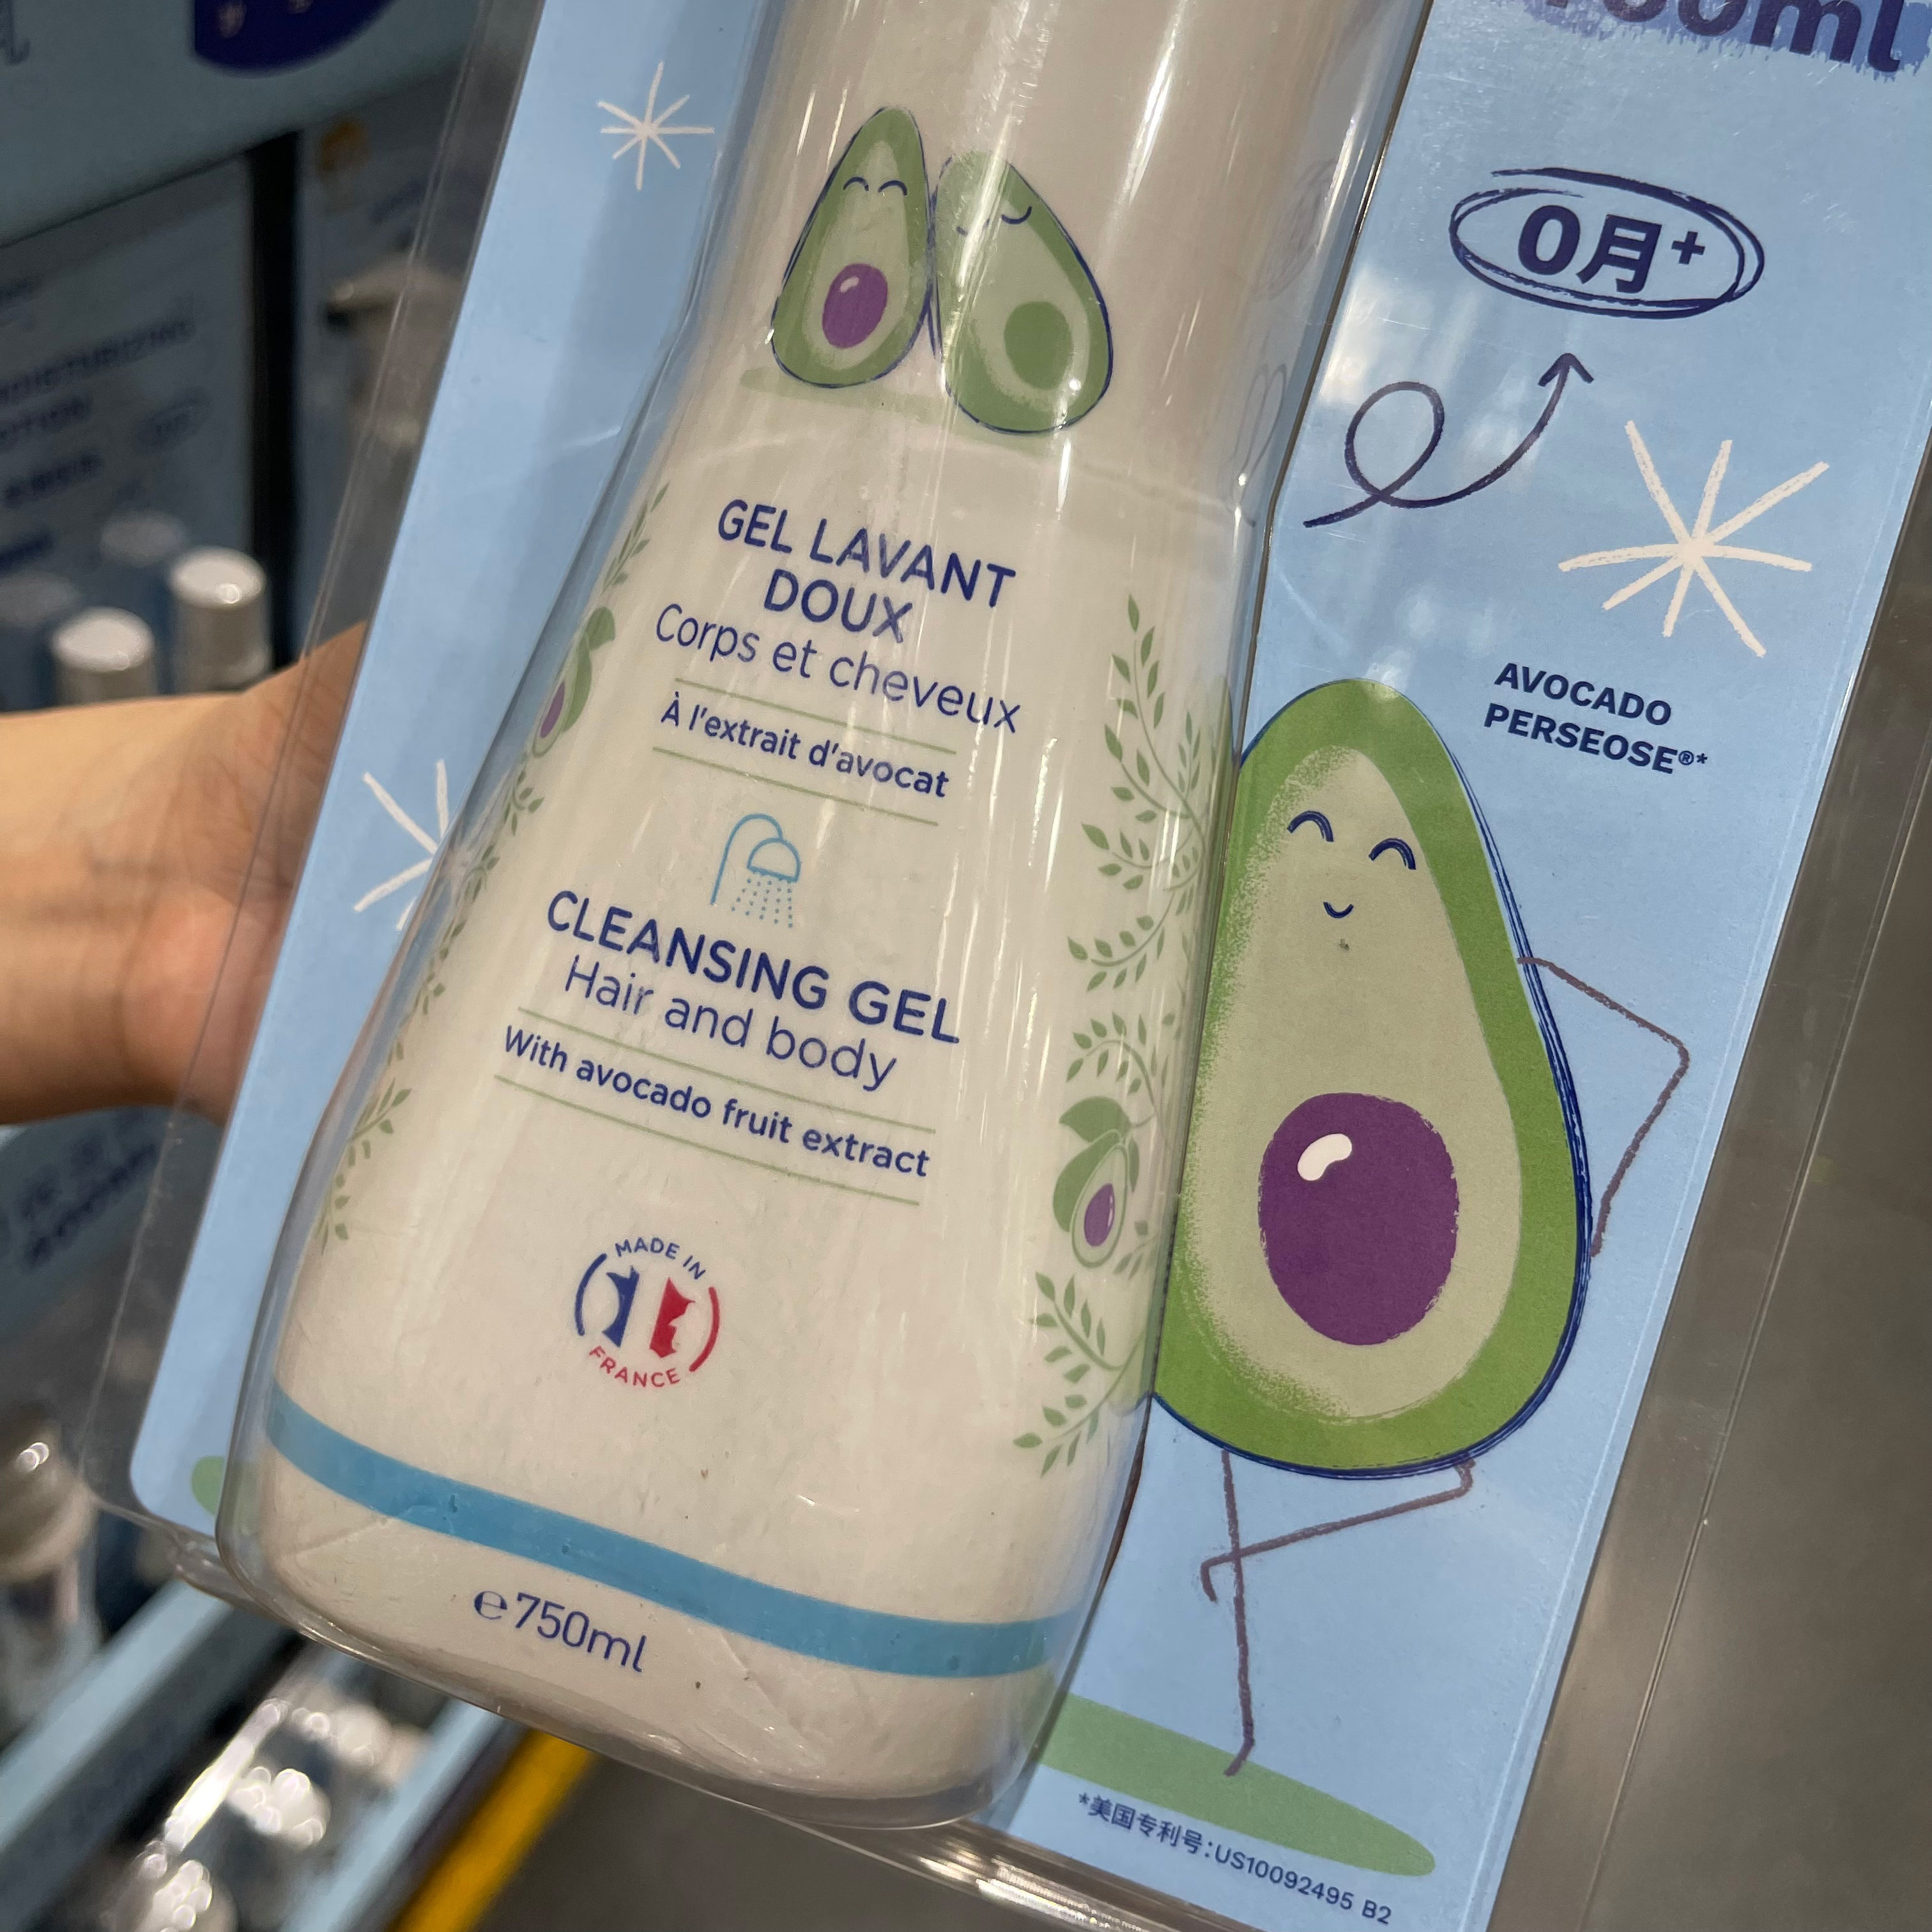 0月+
GEL LAVANT
DOUX
Corps et cheveux
À l'extrait d'avocat
AVOCADO
PERSEOSE®*
CLEANSING GEL
Hair and body
With avocado fruit extract
MADE IN
FRANCE
℮750ml
*美国专利号:US10092495 B2